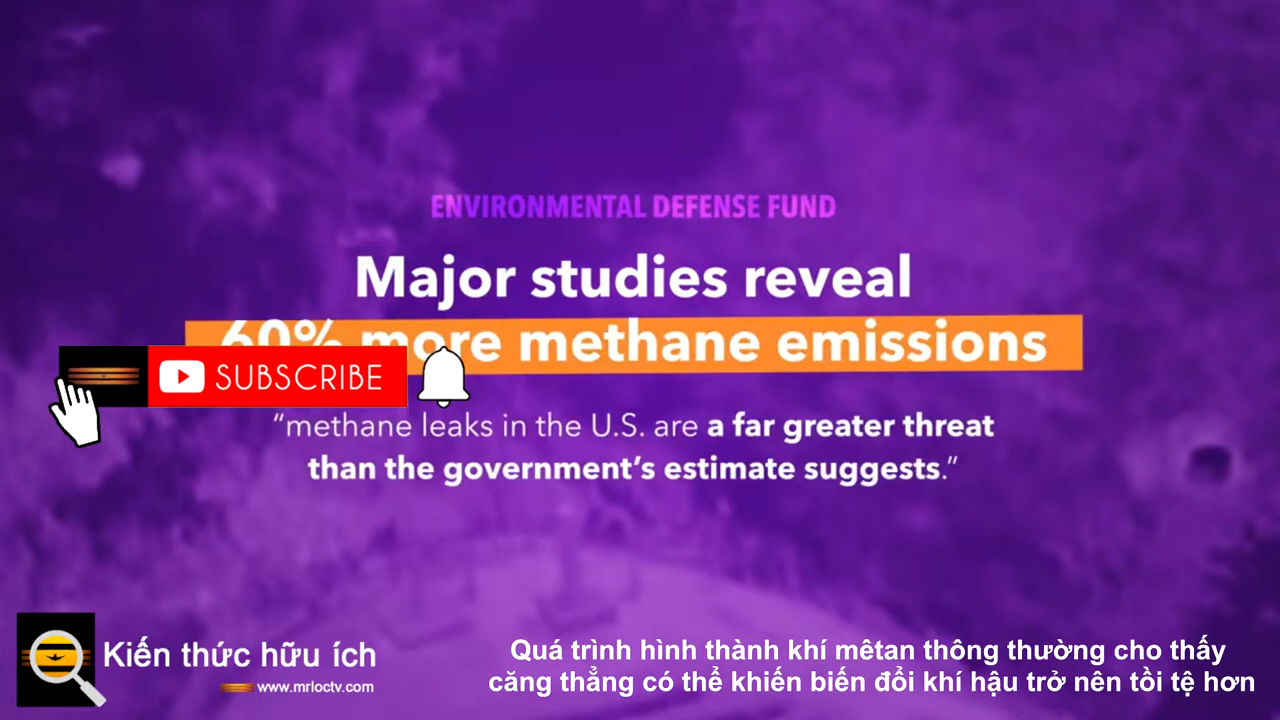 ENVIRONMENTAL DEFENSE FUND
Major studies reveal
60% more methane emissions
SUBSCRIBE
“methane leaks in the U.S. are a far greater threat
than the government’s estimate suggests.”
Kiến thức hữu ích
www.mrloctv.com
Quá trình hình thành khí mêtan thông thường cho thấy
căng thẳng có thể khiến biến đổi khí hậu trở nên tồi tệ hơn